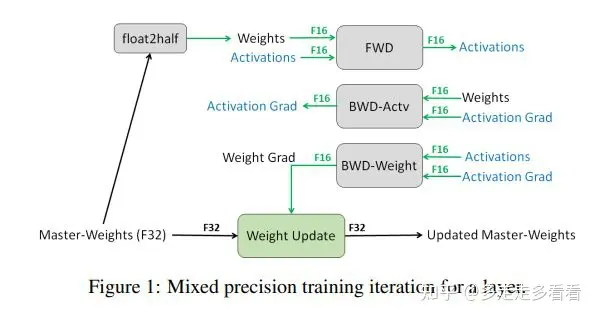 float2half
Weights
F16
Activations
F16
FWD
F16
Activations
Activation Grad
F16
BWD-Actv
F16
Weights
F16
Activation Grad
Weight Grad
F16
BWD-Weight
F16
Activations
F16
Activation Grad
Master-Weights (F32)
F32
Weight Update
F32
Updated Master-Weights
Figure 1: Mixed precision training iteration for a layer.
知乎 @多走走多看看